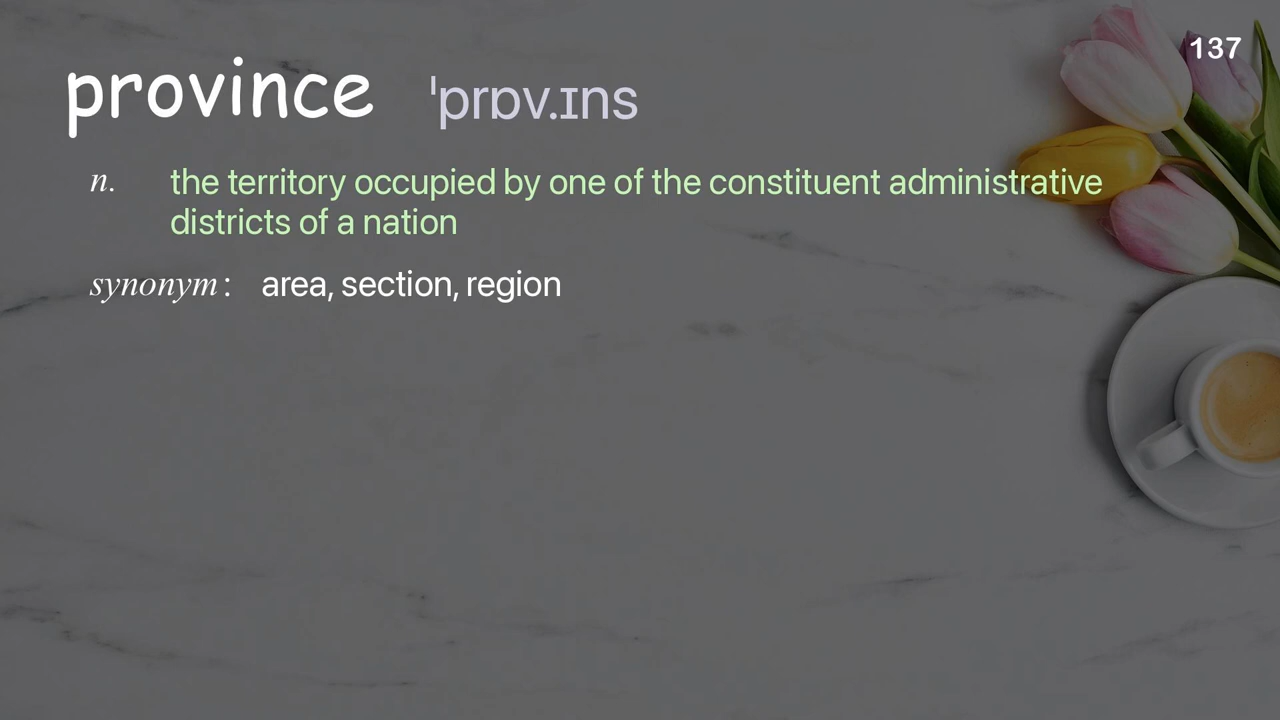 137
province ˈprɒv.ɪns
n. the territory occupied by one of the constituent administrative
districts of a nation
synonym: area, section, region